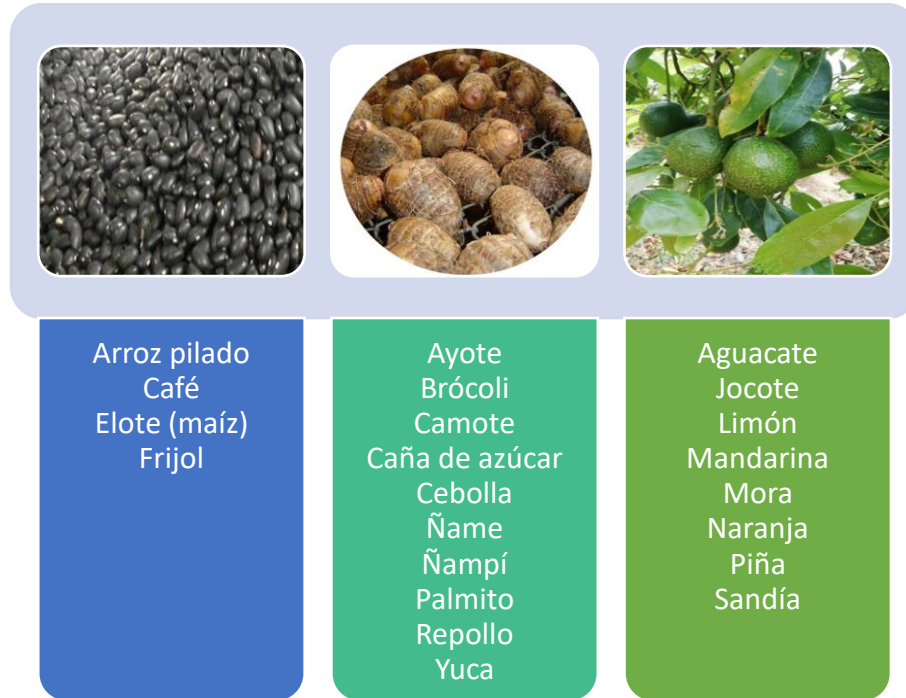 Arroz pilado
Café
Elote (maíz)
Frijol
Ayote
Brócoli
Camote
Caña de azúcar
Cebolla
Ñame
Ñampí
Palmito
Repollo
Yuca
Aguacate
Jocote
Limón
Mandarina
Mora
Naranja
Piña
Sandía